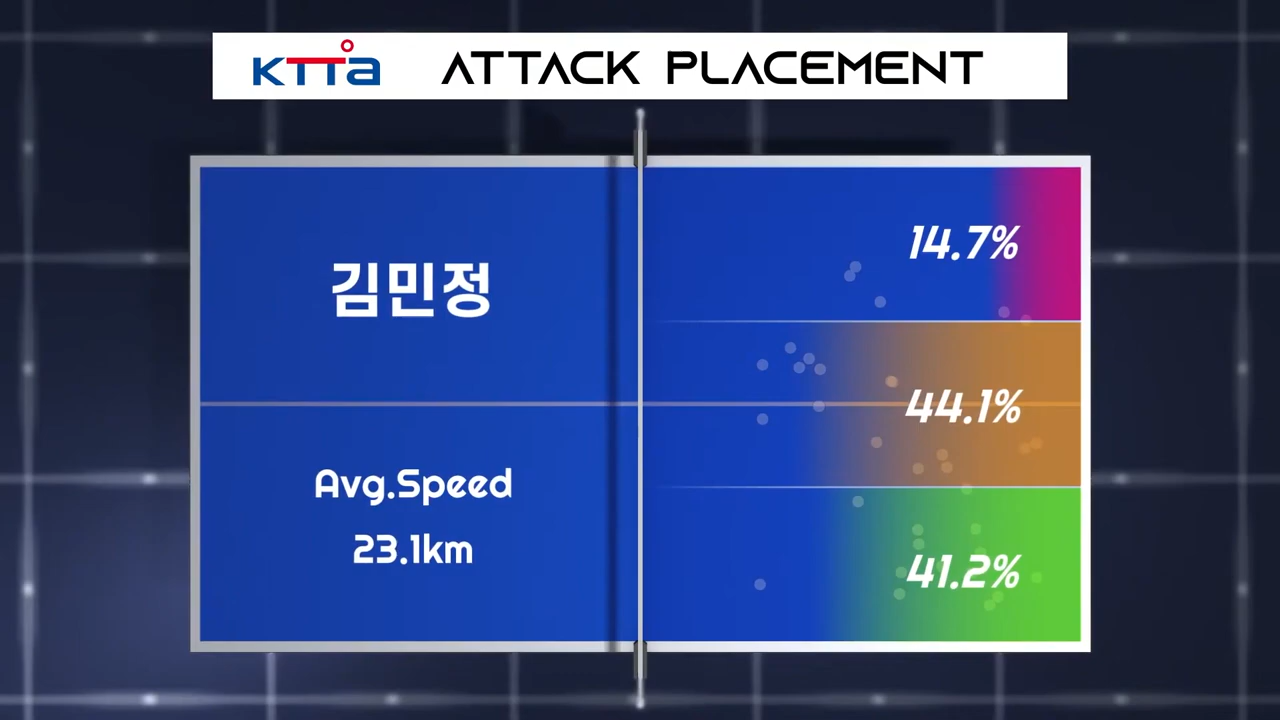 KTTa ATTACK PLACEMENT
김민정
Avg.Speed
23.1km
14.7%
44.1%
41.2%